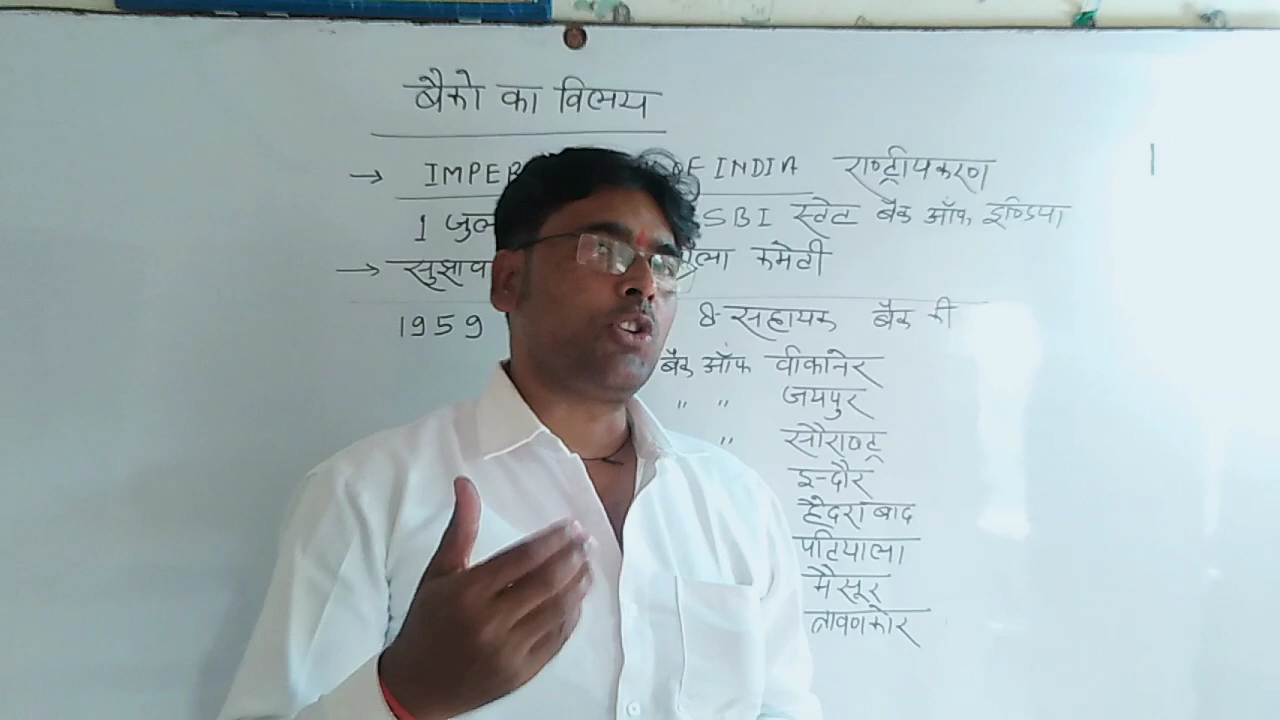 बैंको का विलय
→ IMPER OF INDIA राष्ट्रीयकरण
1 जुल SBI स्टेट बैंक ऑफ इण्डिया
→ सुझाव ला कमेटी
1959 8-सहायक बैंक की
बैंक ऑफ वीकानेर
" " जयपुर
" सौराष्ट्र
इन्दौर
हैदराबाद
पटियाला
मैसूर
त्रावणकोर